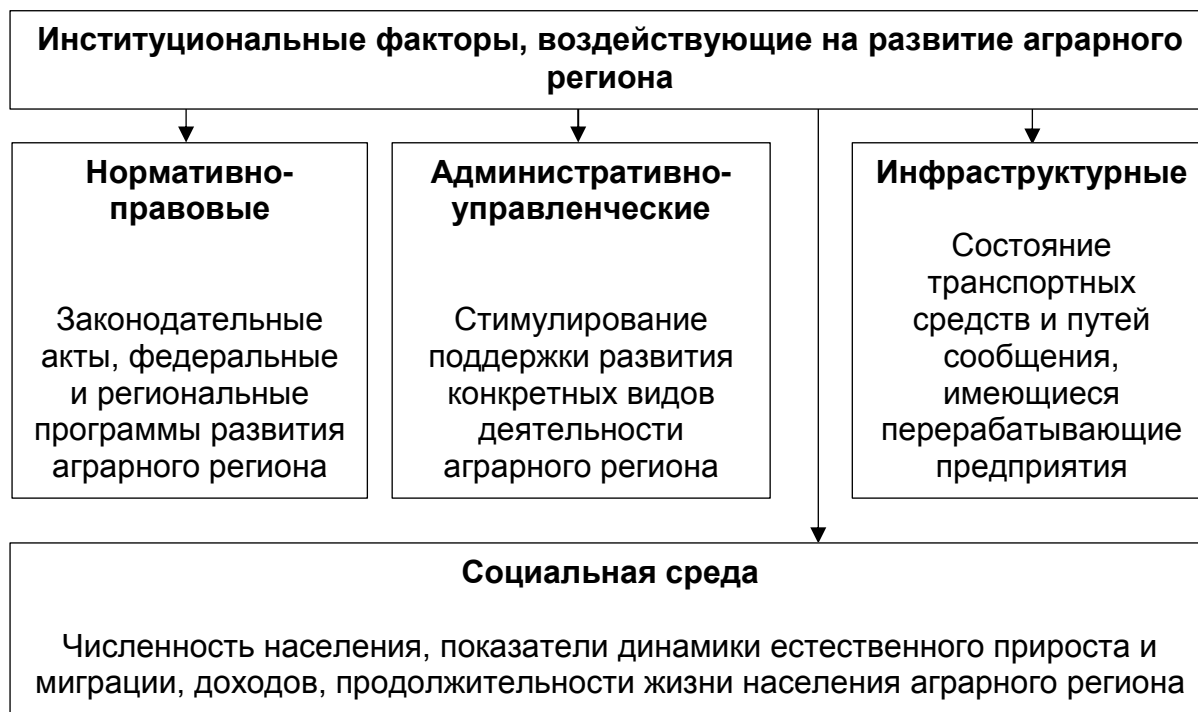 Институциональные факторы, воздействующие на развитие аграрного
региона
Нормативно-
правовые
Законодательные
акты, федеральные
и региональные
программы развития
аграрного региона
Административно-
управленческие
Стимулирование
поддержки развития
конкретных видов
деятельности
аграрного региона
Инфраструктурные
Состояние
транспортных
средств и путей
сообщения,
имеющиеся
перерабатывающие
предприятия
Социальная среда
Численность населения, показатели динамики естественного прироста и
миграции, доходов, продолжительности жизни населения аграрного региона